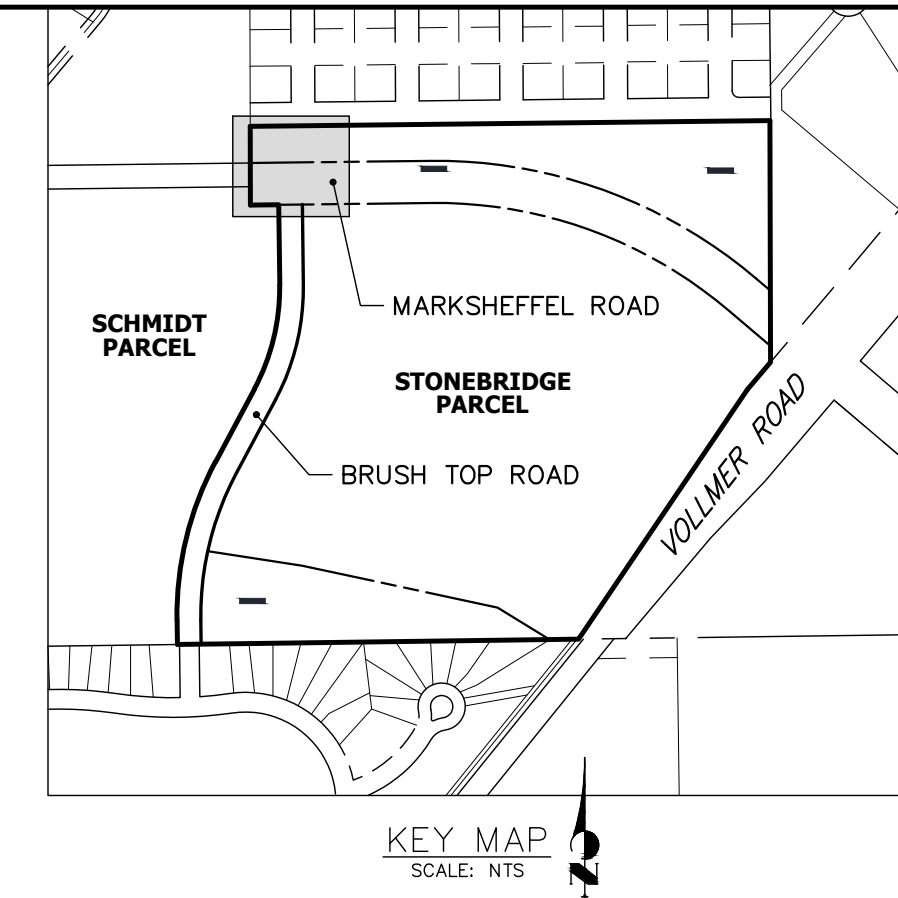 MARKSHEFFEL ROAD
SCHMIDT
PARCEL
STONEBRIDGE
PARCEL
BRUSH TOP ROAD
VOLLMER ROAD
KEY MAP
SCALE: NTS
N